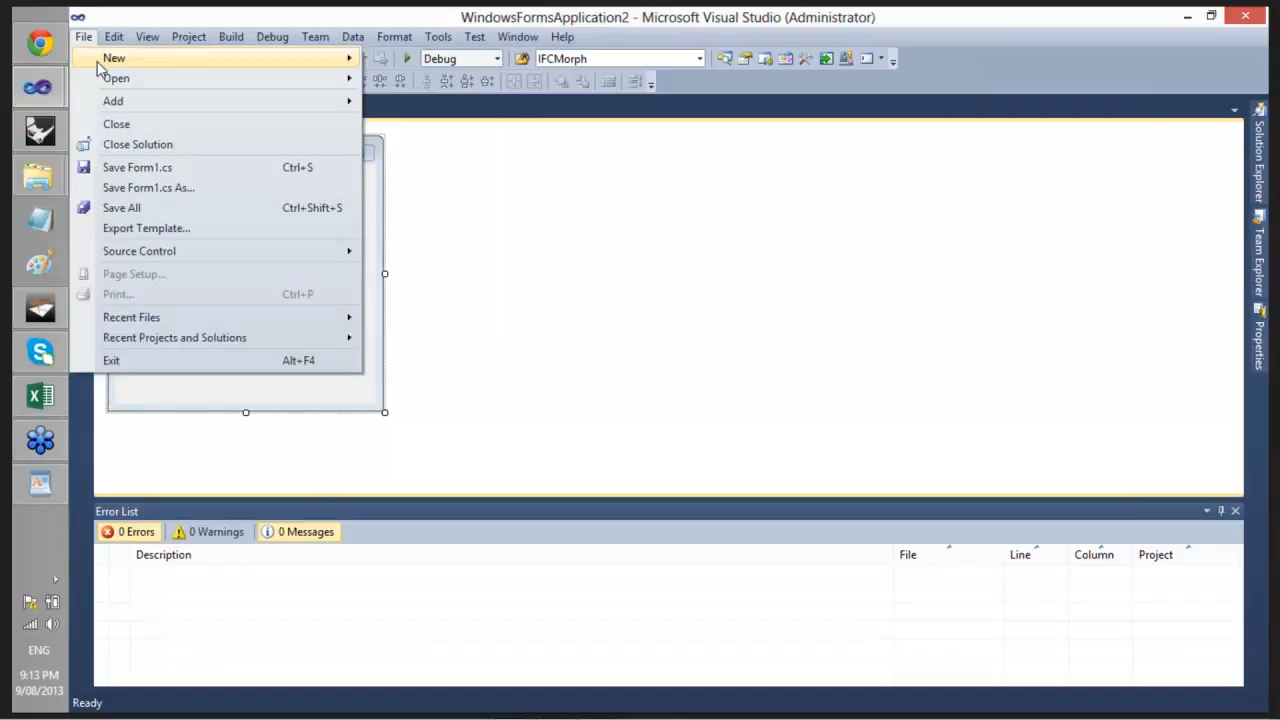 WindowsFormsApplication2 - Microsoft Visual Studio (Administrator)
File Edit View Project Build Debug Team Data Format Tools Test Window Help
Debug IFCMorph
New
Open
Add
Close
Close Solution
Save Form1.cs Ctrl+S
Save Form1.cs As...
Save All Ctrl+Shift+S
Export Template...
Source Control
Page Setup...
Print... Ctrl+P
Recent Files
Recent Projects and Solutions
Exit Alt+F4
Solution Explorer
Team Explorer
Properties
Error List
0 Errors 0 Warnings 0 Messages
Description File Line Column Project
ENG
9:13 PM
9/08/2013
Ready